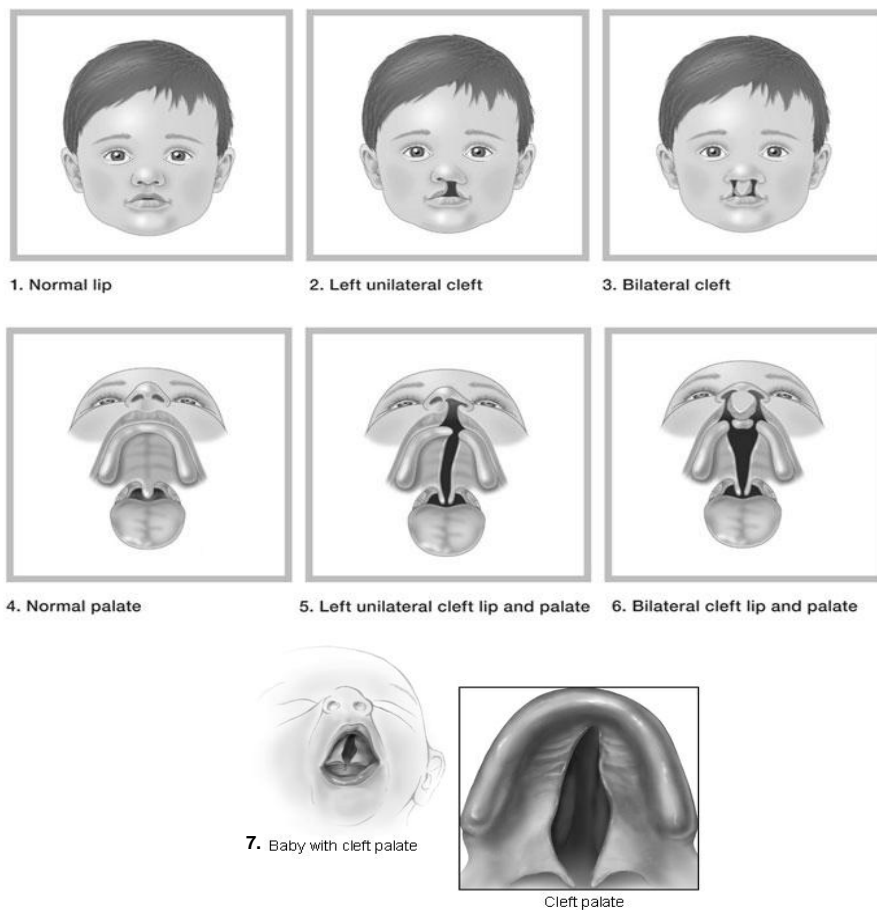 1. Normal lip
2. Left unilateral cleft
3. Bilateral cleft
4. Normal palate
5. Left unilateral cleft lip and palate
6. Bilateral cleft lip and palate
7. Baby with cleft palate
Cleft palate